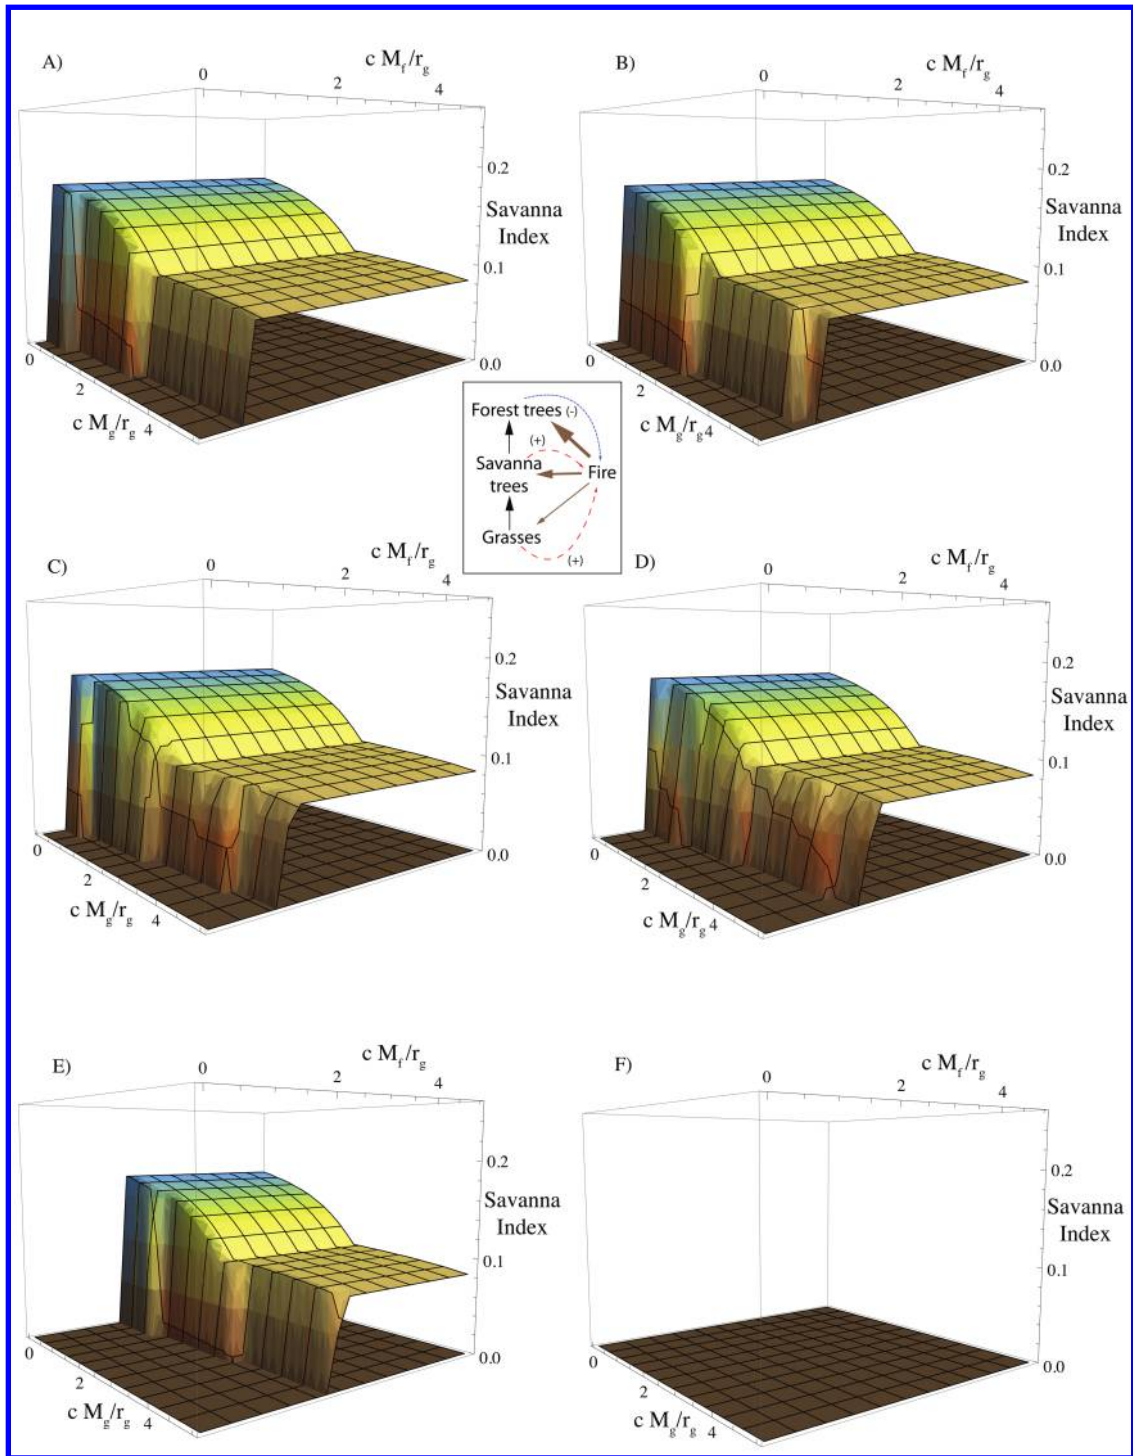 A)
0
c M_f/r_g
2
4
0.2
Savanna
Index
0.1
0.0
0
2
c M_g/r_g 4
B)
0
c M_f/r_g
2
4
0.2
Savanna
Index
0.1
0.0
0
2
c M_g/r_g 4
Forest trees (-)
(+)
Savanna
trees
Fire
Grasses
(+)
C)
0
c M_f/r_g
2
4
0.2
Savanna
Index
0.1
0.0
0
2
c M_g/r_g 4
D)
0
c M_f/r_g
2
4
0.2
Savanna
Index
0.1
0.0
0
2
c M_g/r_g 4
E)
0
c M_f/r_g
2
4
0.2
Savanna
Index
0.1
0.0
0
2
c M_g/r_g 4
F)
0
c M_f/r_g
2
4
0.2
Savanna
Index
0.1
0.0
0
2
c M_g/r_g 4